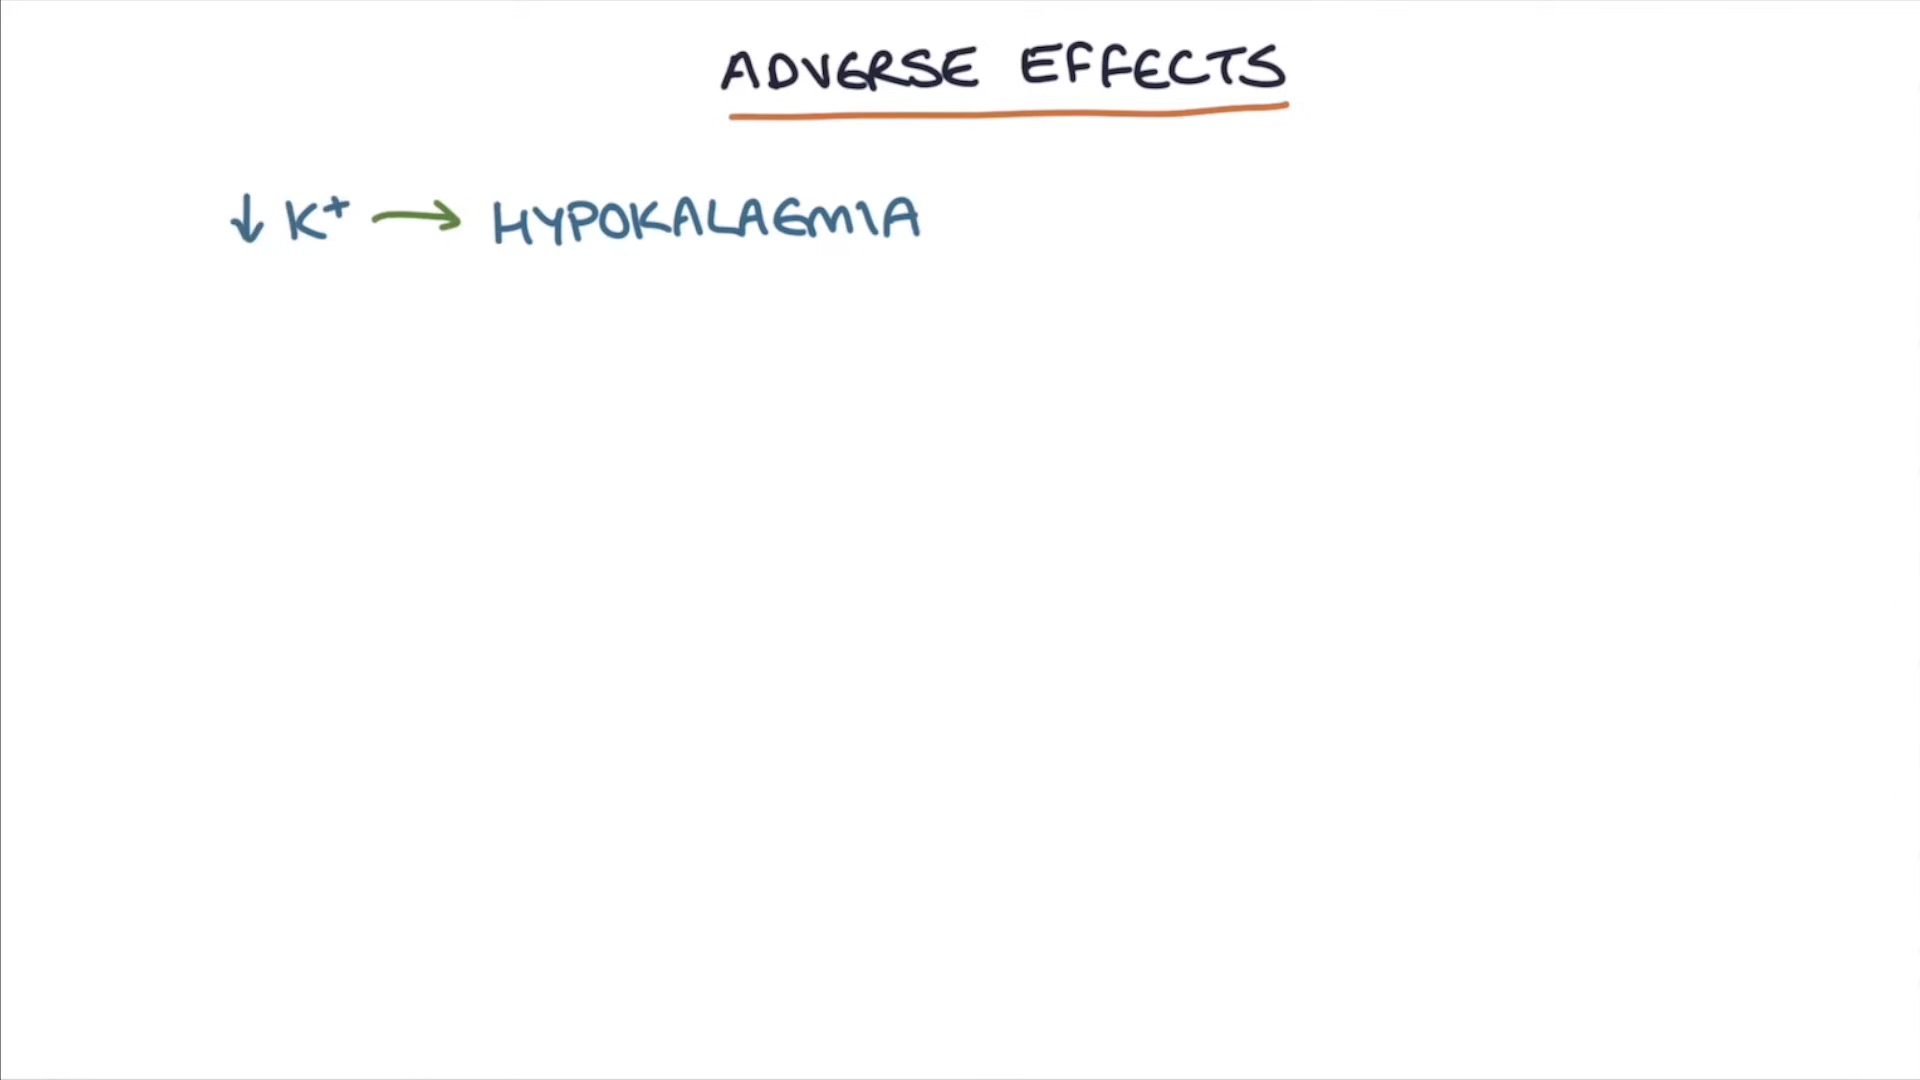 ADVERSE EFFECTS
↓ K⁺ → HYPOKALAEMIA